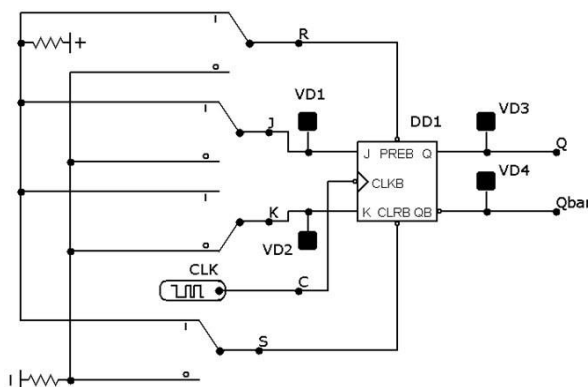 I
R
+
o
VD1
VD3
DD1
I
J
J PREB Q
Q
o
CLKB
VD4
I
K
K CLRB QB
Qbar
o
VD2
CLK
C
I
S
o
I